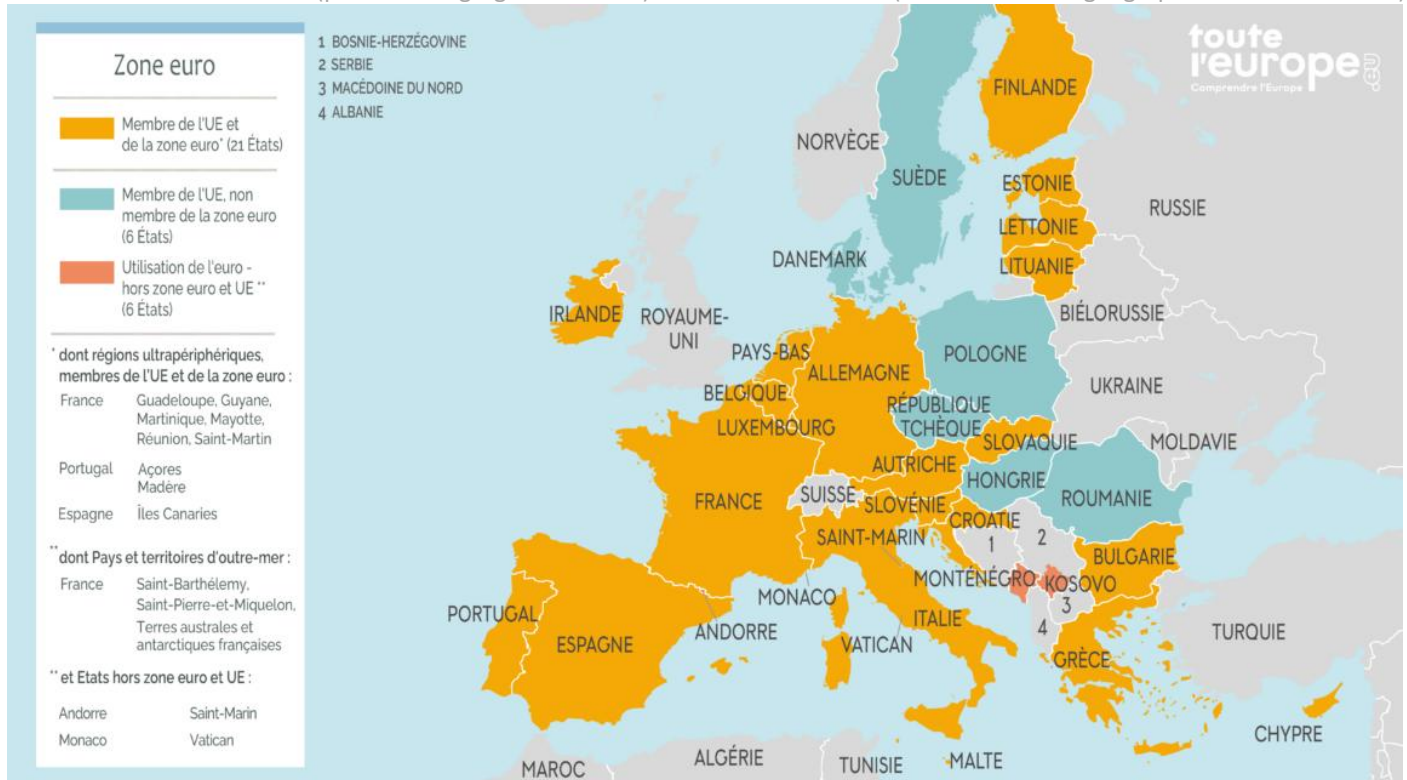 Zone euro
Membre de l'UE et
de la zone euro* (21 États)
Membre de l'UE, non
membre de la zone euro
(6 États)
Utilisation de l'euro -
hors zone euro et UE **
(6 États)
* dont régions ultrapériphériques,
membres de l'UE et de la zone euro :
France Guadeloupe, Guyane,
Martinique, Mayotte,
Réunion, Saint-Martin
Portugal Açores
Madère
Espagne Îles Canaries
** dont Pays et territoires d'outre-mer :
France Saint-Barthélemy,
Saint-Pierre-et-Miquelon,
Terres australes et
antarctiques françaises
** et Etats hors zone euro et UE :
Andorre Saint-Marin
Monaco Vatican
1 BOSNIE-HERZÉGOVINE
2 SERBIE
3 MACÉDOINE DU NORD
4 ALBANIE
toute
l'europe.eu
Comprendre l'Europe
FINLANDE
NORVÈGE
SUÈDE
ESTONIE
RUSSIE
LETTONIE
DANEMARK
LITUANIE
IRLANDE
ROYAUME-
UNI
BIÉLORUSSIE
PAYS-BAS
POLOGNE
ALLEMAGNE
UKRAINE
BELGIQUE
RÉPUBLIQUE
TCHÈQUE
LUXEMBOURG
SLOVAQUIE
MOLDAVIE
AUTRICHE
HONGRIE
FRANCE
SUISSE
SLOVÉNIE
ROUMANIE
CROATIE
SAINT-MARIN
1
2
BULGARIE
MONTÉNÉGRO
KOSOVO
MONACO
3
PORTUGAL
ITALIE
4
ANDORRE
VATICAN
TURQUIE
ESPAGNE
GRÈCE
CHYPRE
ALGÉRIE
MALTE
TUNISIE
MAROC